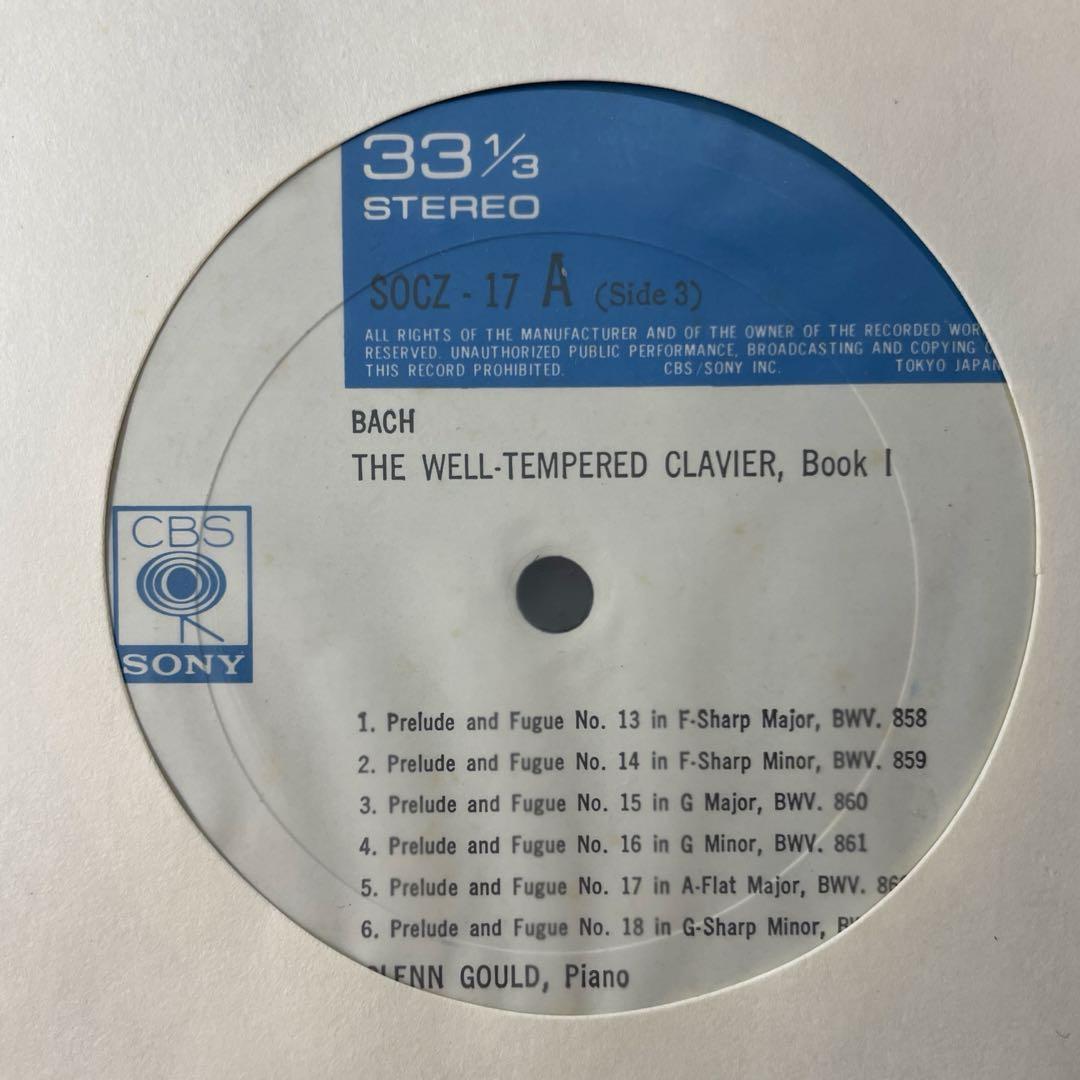 33 1/3
STEREO
SOCZ - 17 A (Side 3)
ALL RIGHTS OF THE MANUFACTURER AND OF THE OWNER OF THE RECORDED
RESERVED. UNAUTHORIZED PUBLIC PERFORMANCE, BROADCASTING AND COPYING
THIS RECORD PROHIBITED. CBS/SONY INC. TOKYO JAPAN
BACH
THE WELL-TEMPERED CLAVIER, Book I
CBS
SONY
1. Prelude and Fugue No. 13 in F-Sharp Major, BWV. 858
2. Prelude and Fugue No. 14 in F-Sharp Minor, BWV. 859
3. Prelude and Fugue No. 15 in G Major, BWV. 860
4. Prelude and Fugue No. 16 in G Minor, BWV. 861
5. Prelude and Fugue No. 17 in A-Flat Major, BWV.
6. Prelude and Fugue No. 18 in G-Sharp Minor,
GOULD, Piano